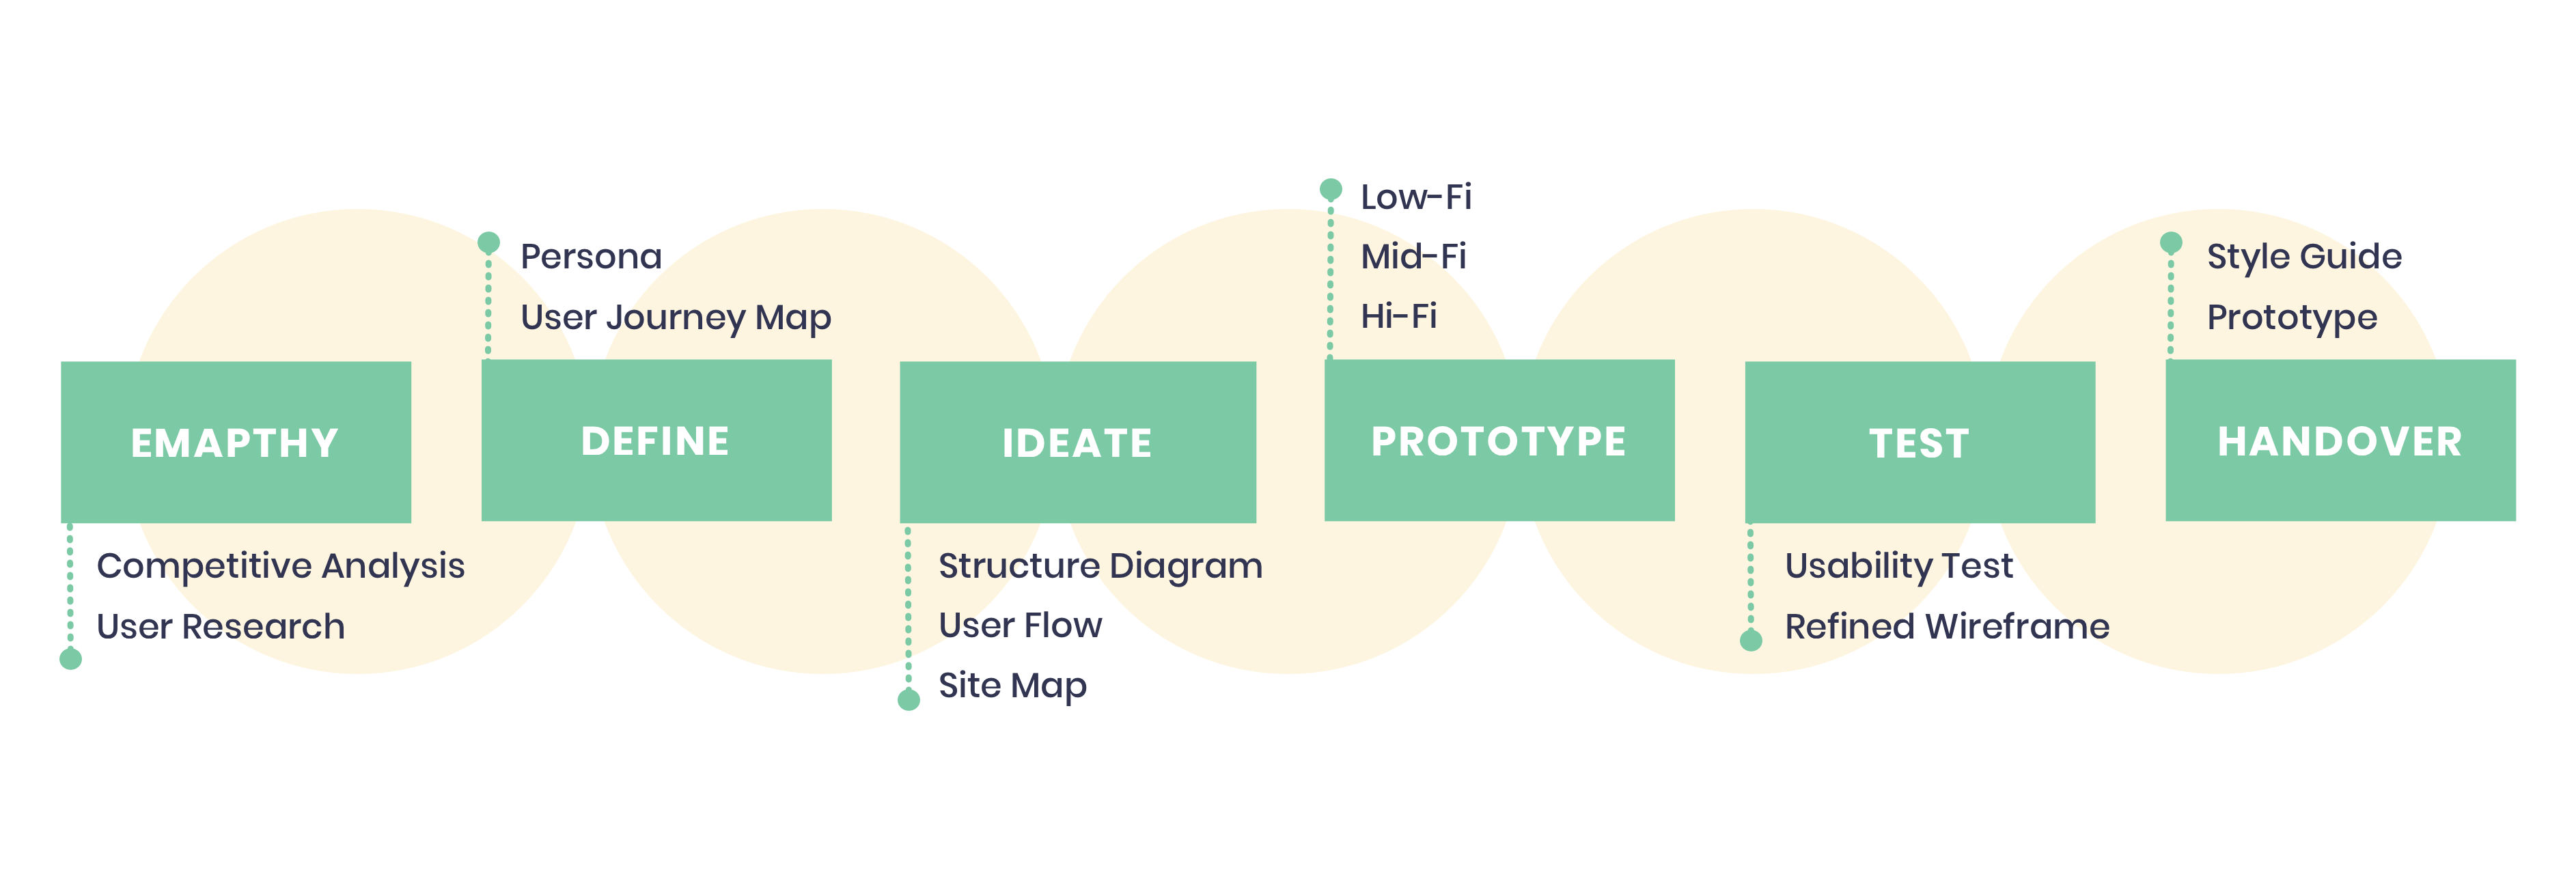 EMAPTHY
Competitive Analysis
User Research
Persona
User Journey Map
DEFINE
IDEATE
Structure Diagram
User Flow
Site Map
Low-Fi
Mid-Fi
Hi-Fi
PROTOTYPE
TEST
Usability Test
Refined Wireframe
Style Guide
Prototype
HANDOVER